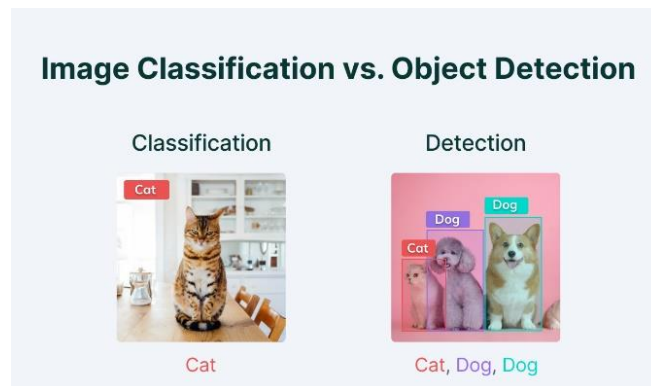 Image Classification vs. Object Detection
Classification
Detection
Cat
Cat
Dog
Dog
Cat
Cat, Dog, Dog